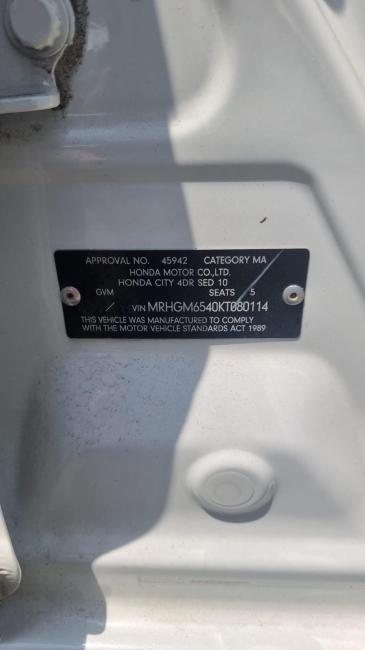 APPROVAL NO. 45942 CATEGORY MA
HONDA MOTOR CO.,LTD.
HONDA CITY 4DR SED 10
GVM SEATS 5
VIN MRHGM6540KT080114
THIS VEHICLE WAS MANUFACTURED TO COMPLY
WITH THE MOTOR VEHICLE STANDARDS ACT 1989